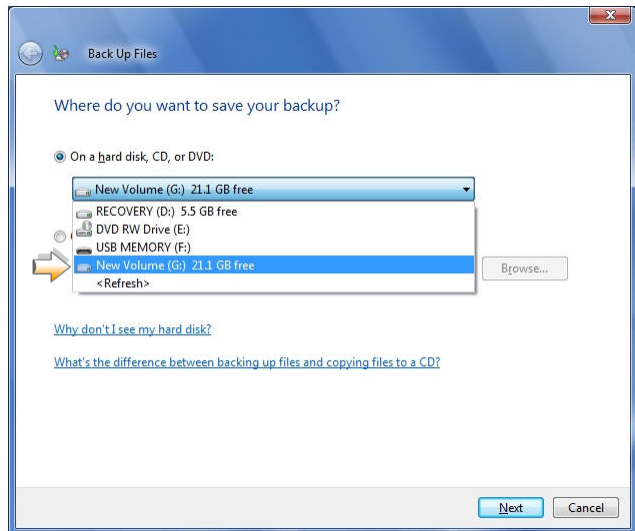 Back Up Files
Where do you want to save your backup?
On a hard disk, CD, or DVD:
New Volume (G:) 21.1 GB free
RECOVERY (D:) 5.5 GB free
DVD RW Drive (E:)
USB MEMORY (F:)
New Volume (G:) 21.1 GB free
<Refresh>
Browse...
Why don't I see my hard disk?
What's the difference between backing up files and copying files to a CD?
Next
Cancel